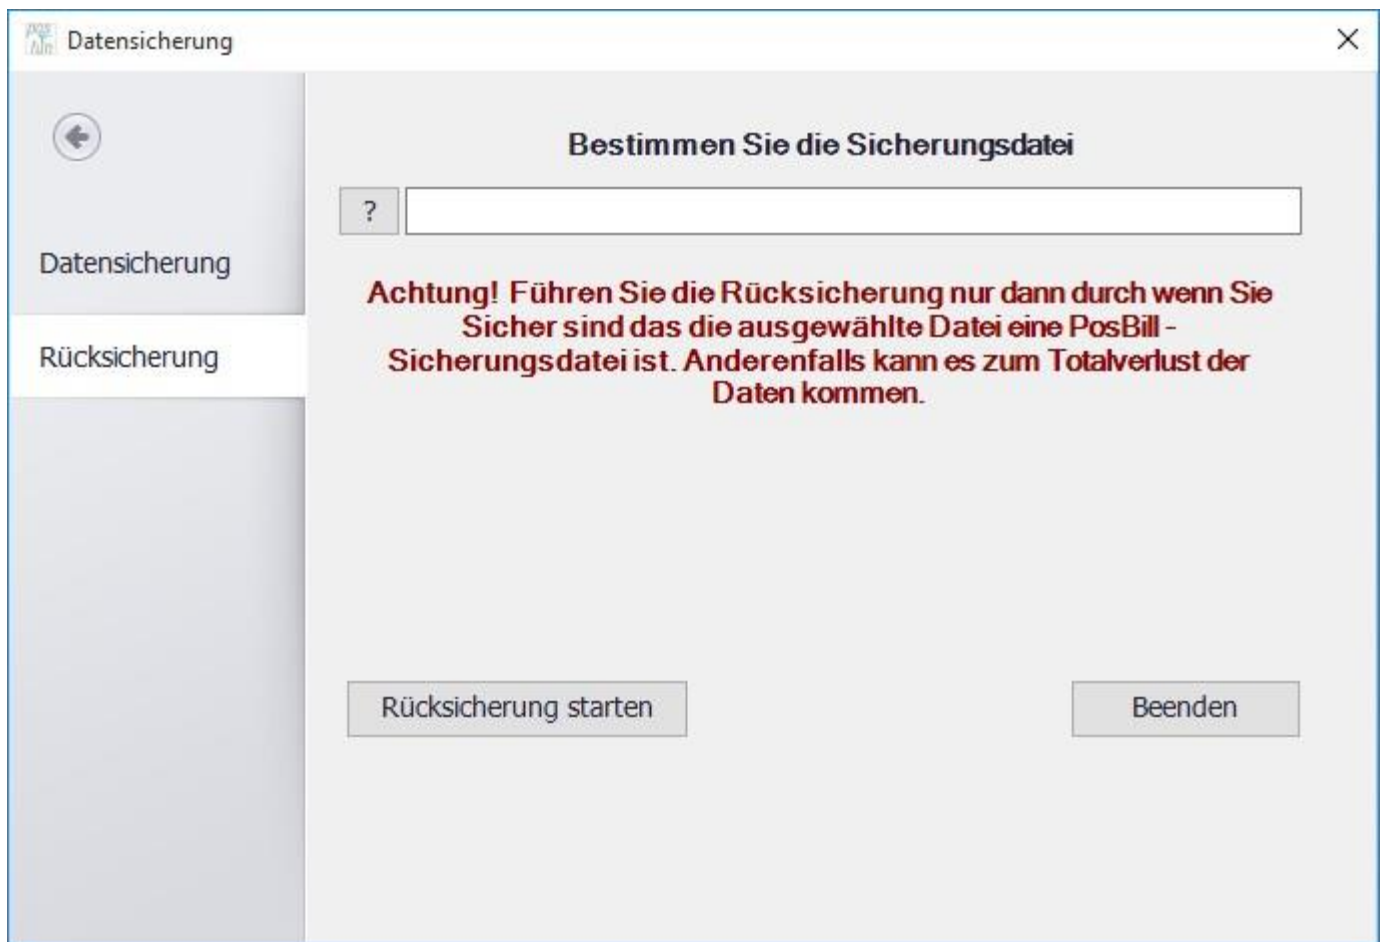 Datensicherung
Bestimmen Sie die Sicherungsdatei
?
Datensicherung
Achtung! Führen Sie die Rücksicherung nur dann durch wenn Sie
Sicher sind das die ausgewählte Datei eine PosBill -
Sicherungsdatei ist. Anderenfalls kann es zum Totalverlust der
Daten kommen.
Rücksicherung
Rücksicherung starten
Beenden